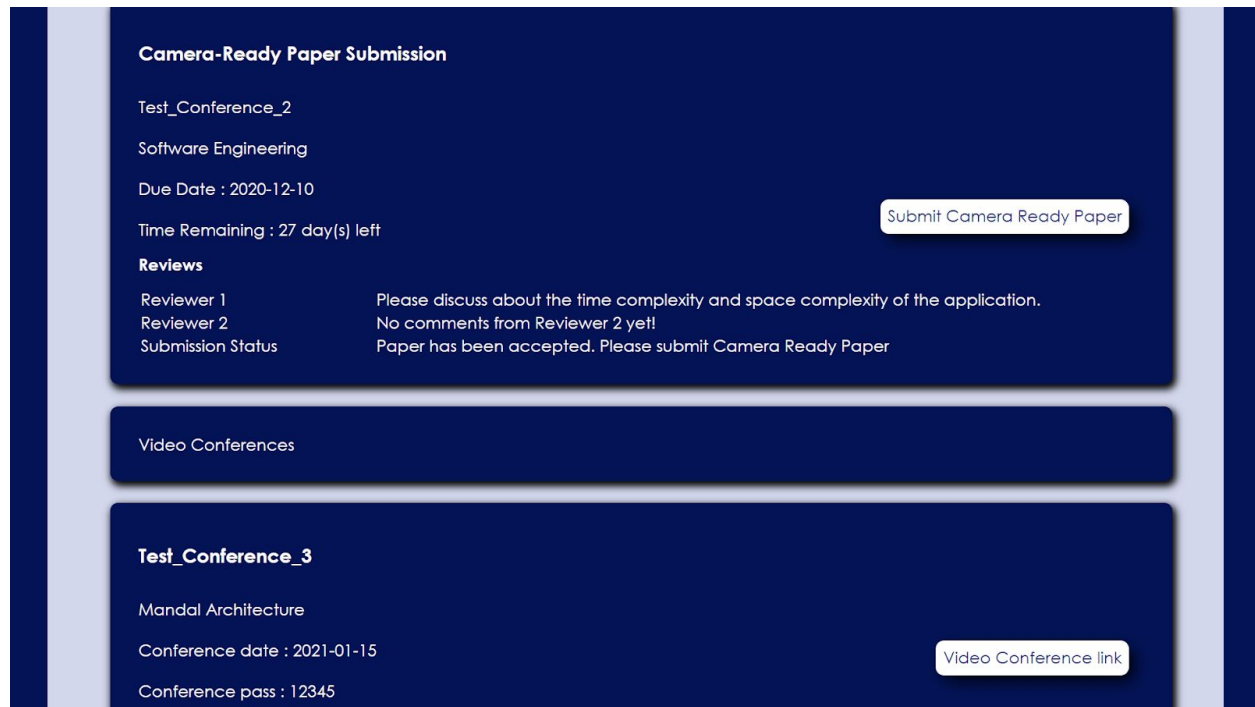 Camera-Ready Paper Submission
Test_Conference_2
Software Engineering
Due Date : 2020-12-10
Time Remaining : 27 day(s) left
Submit Camera Ready Paper
Reviews
Reviewer 1 Please discuss about the time complexity and space complexity of the application.
Reviewer 2 No comments from Reviewer 2 yet!
Submission Status Paper has been accepted. Please submit Camera Ready Paper
Video Conferences
Test_Conference_3
Mandal Architecture
Conference date : 2021-01-15
Video Conference link
Conference pass : 12345